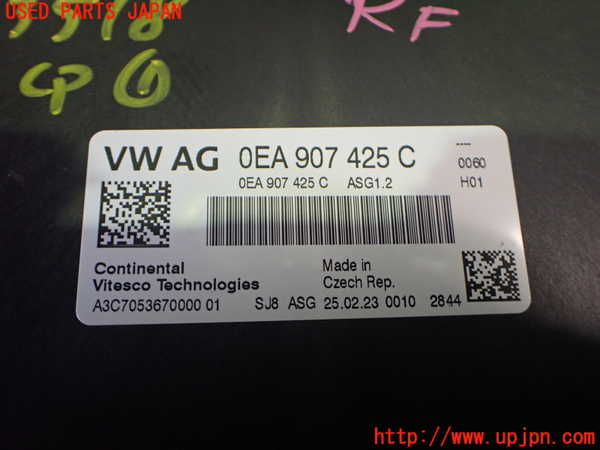 USED PARTS JAPAN
RF
VW AG 0EA 907 425 C ----
0060
0EA 907 425 C ASG1.2 H01
Continental
Vitesco Technologies
Made in
Czech Rep.
A3C7053670000 01 SJ8 ASG 25.02.23 0010 2844
https://www.upjpn.com/